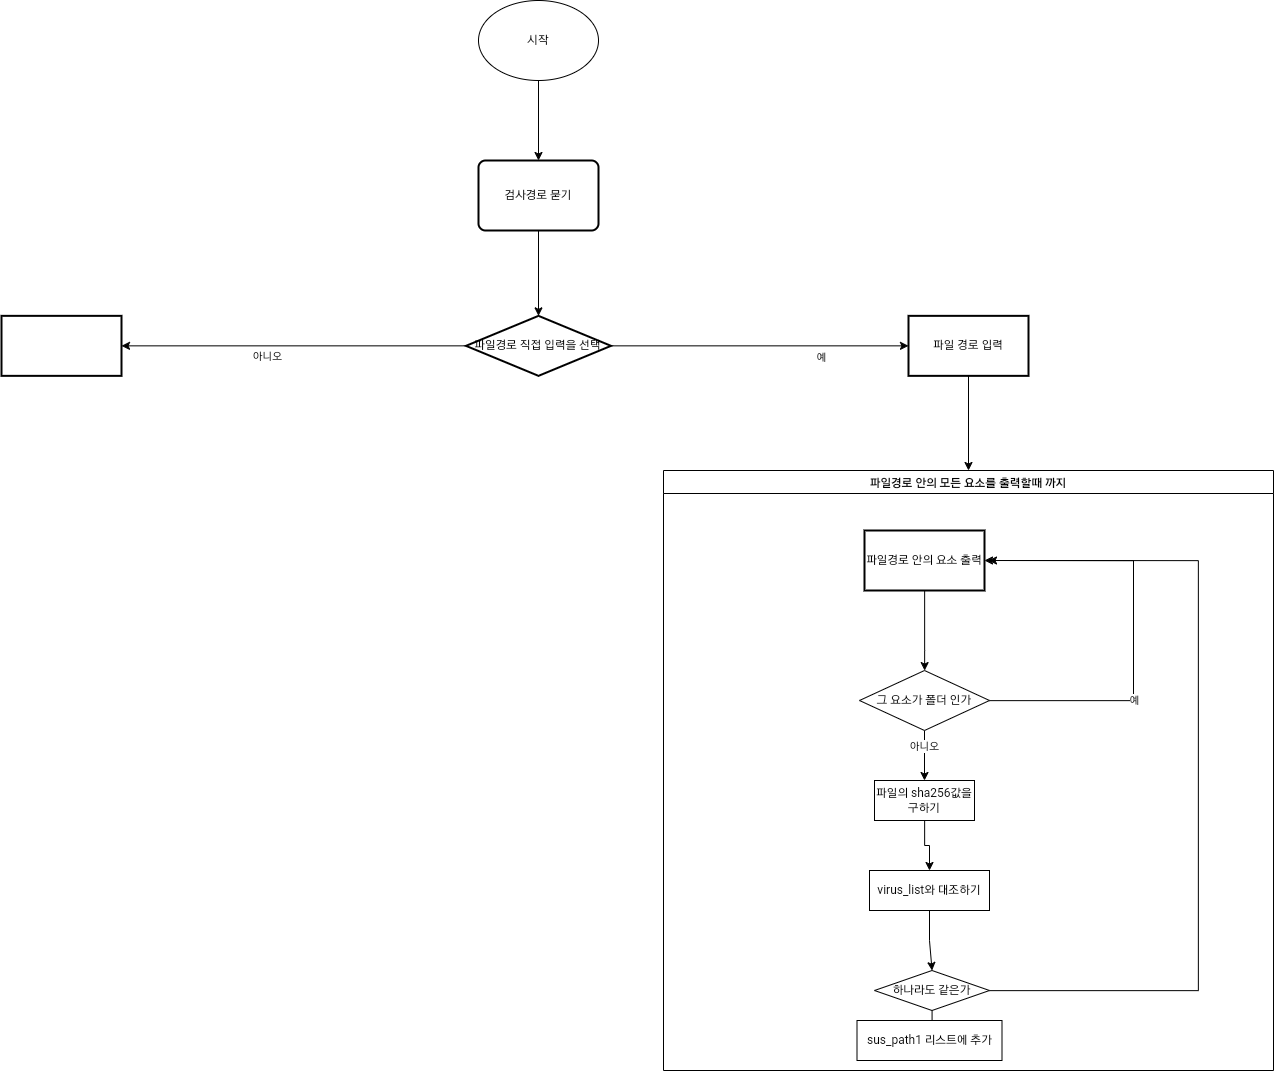 시작
검사경로 묻기
파일경로 직접 입력을 선택
아니오
예
파일 경로 입력
파일경로 안의 모든 요소를 출력할때 까지
파일경로 안의 요소 출력
그 요소가 폴더 인가
예
아니오
파일의 sha256값을
구하기
virus_list와 대조하기
하나라도 같은가
sus_path1 리스트에 추가